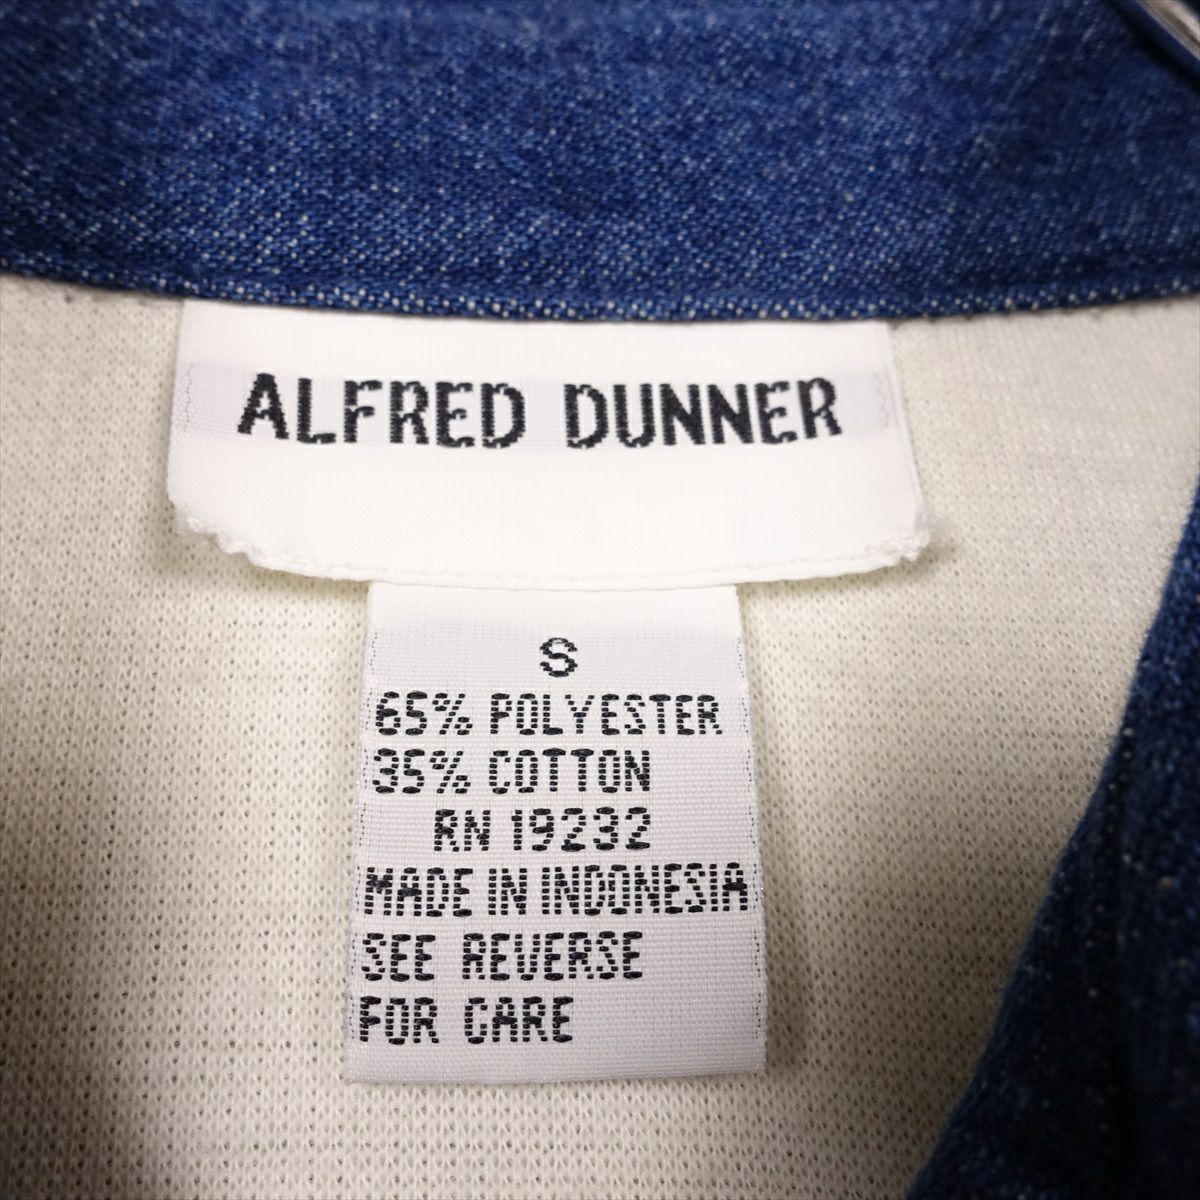 ALFRED DUNNER
S
65% POLYESTER
35% COTTON
RN 19232
MADE IN INDONESIA
SEE REVERSE
FOR CARE